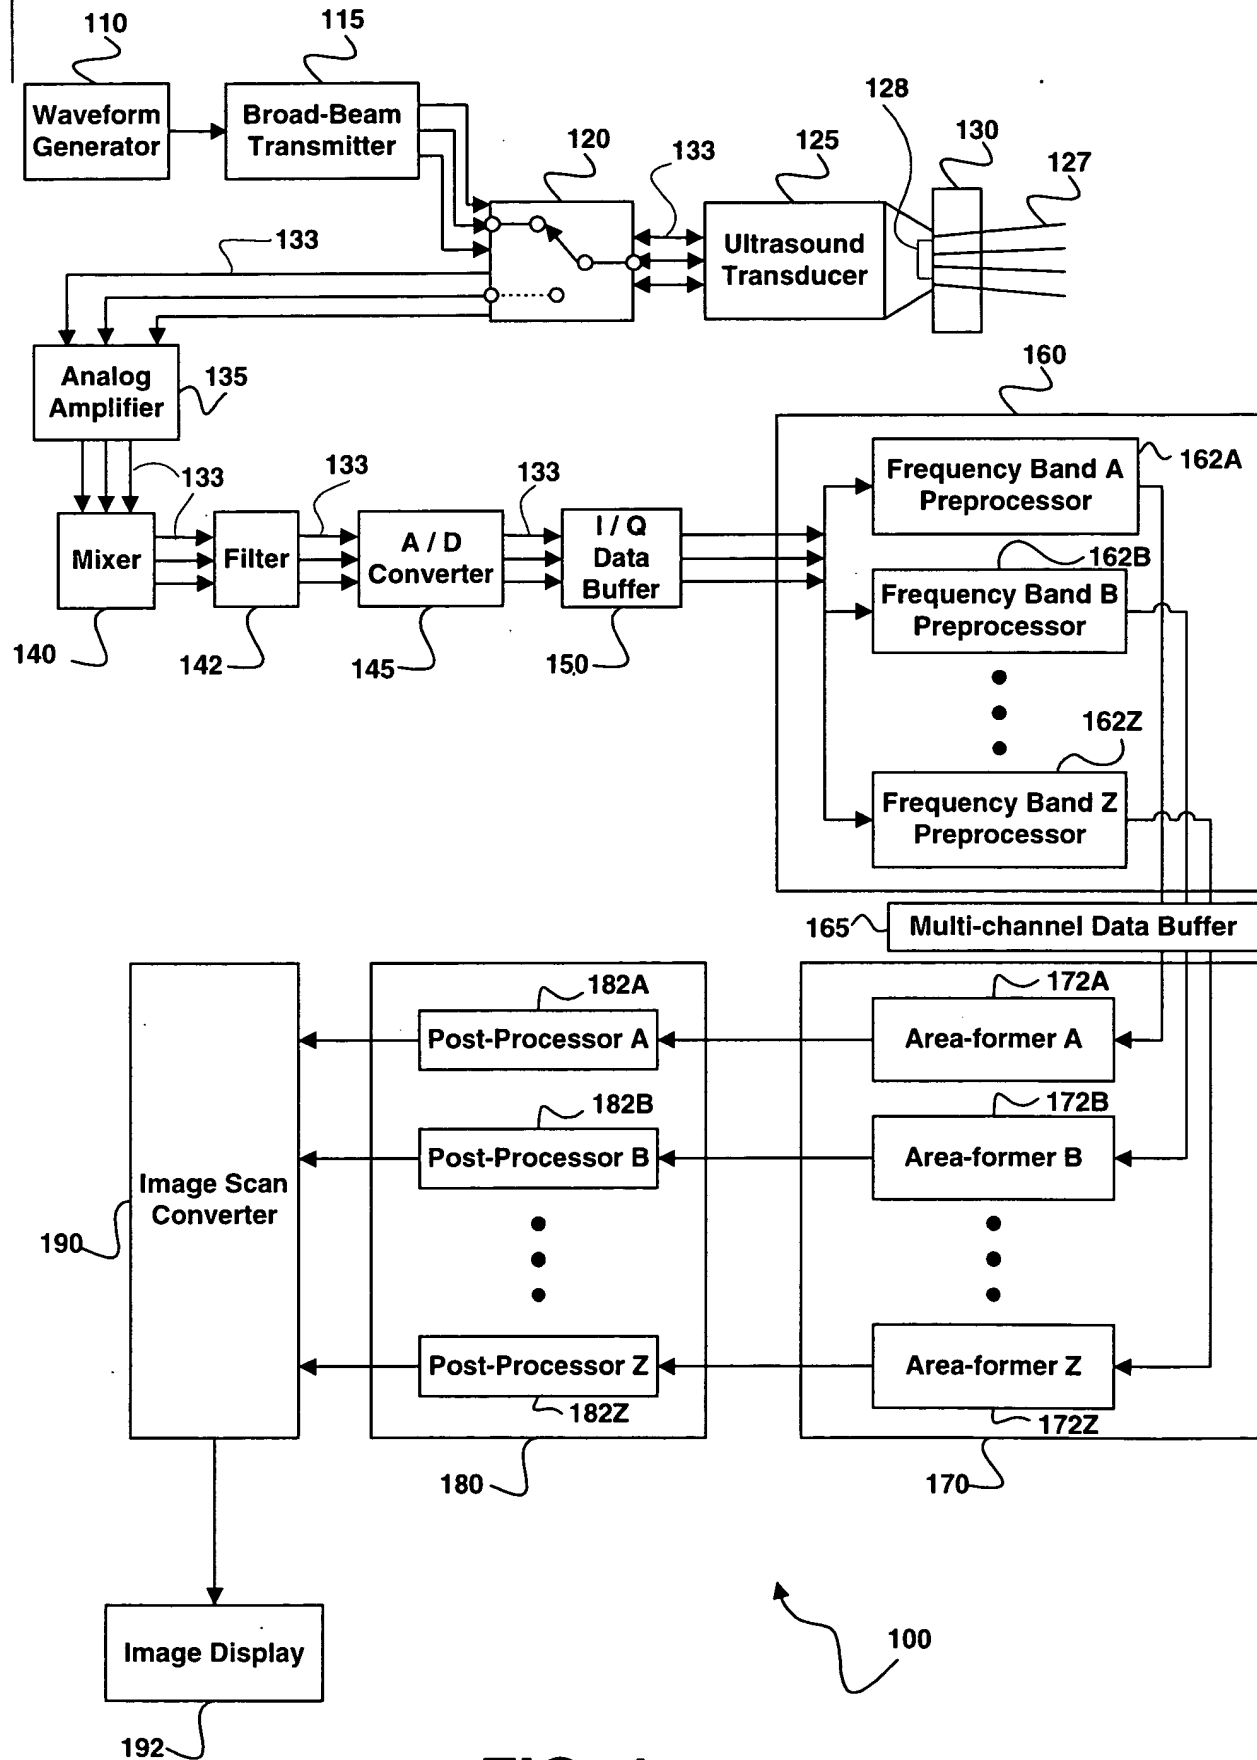 110
115
Waveform
Generator
Broad-Beam
Transmitter
120
133
125
128
130
127
Ultrasound
Transducer
133
Analog
Amplifier
135
160
133
133
133
Mixer
Filter
A / D
Converter
I / Q
Data
Buffer
140
142
145
150
Frequency Band A
Preprocessor
162A
162B
Frequency Band B
Preprocessor
162Z
Frequency Band Z
Preprocessor
165
Multi-channel Data Buffer
182A
Post-Processor A
172A
Area-former A
182B
Post-Processor B
172B
Area-former B
Image Scan
Converter
190
Post-Processor Z
182Z
Area-former Z
172Z
180
170
Image Display
192
100